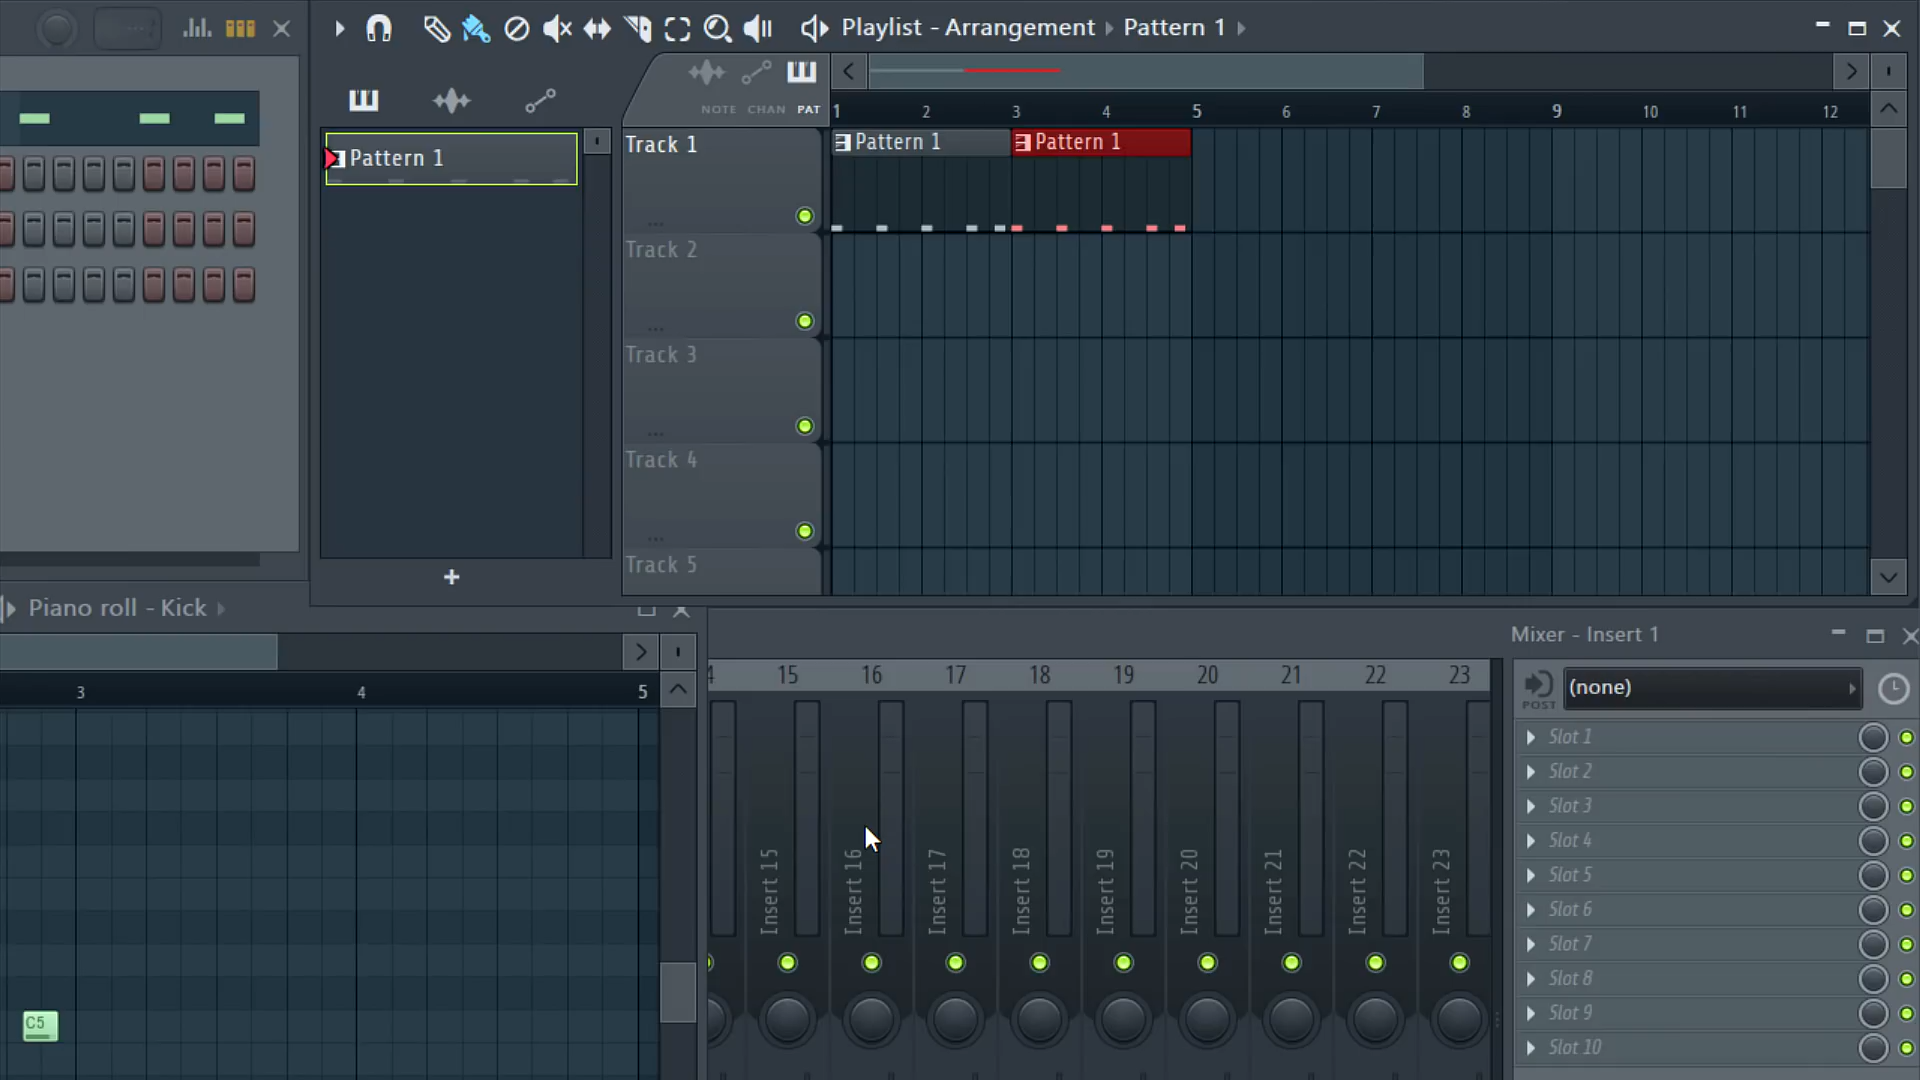 Playlist - Arrangement Pattern 1
NOTE CHAN PAT
1 2 3 4 5 6 7 8 9 10 11 12
Pattern 1
Track 1
Pattern 1
Pattern 1
Track 2
Track 3
Track 4
Track 5
Piano roll - Kick
3 4 5
C5
Mixer - Insert 1
4 15 16 17 18 19 20 21 22 23
Insert 15
Insert 16
Insert 17
Insert 18
Insert 19
Insert 20
Insert 21
Insert 22
Insert 23
POST
(none)
Slot 1
Slot 2
Slot 3
Slot 4
Slot 5
Slot 6
Slot 7
Slot 8
Slot 9
Slot 10